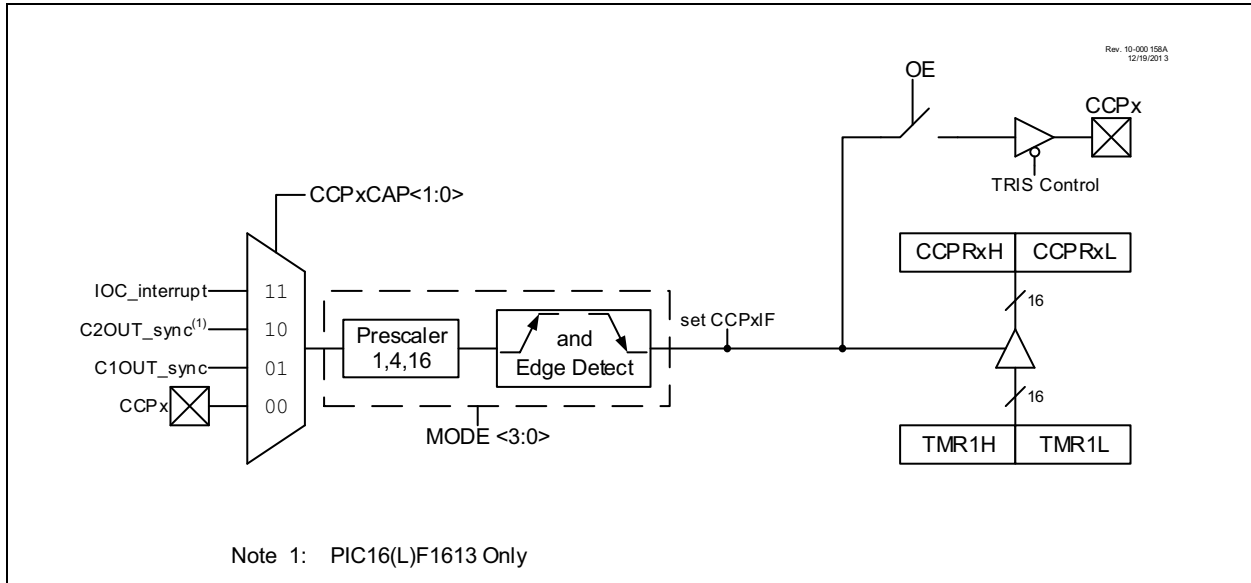 Rev. 10-000 158A
12/19/201 3
OE
CCPx
TRIS Control
CCPxCAP<1:0>
CCPRxH CCPRxL
IOC_interrupt 11
16
C2OUT_sync(1) 10
Prescaler
1,4,16
and
Edge Detect
set CCPxIF
C1OUT_sync 01
CCPx 00
16
MODE <3:0>
TMR1H TMR1L
Note 1: PIC16(L)F1613 Only